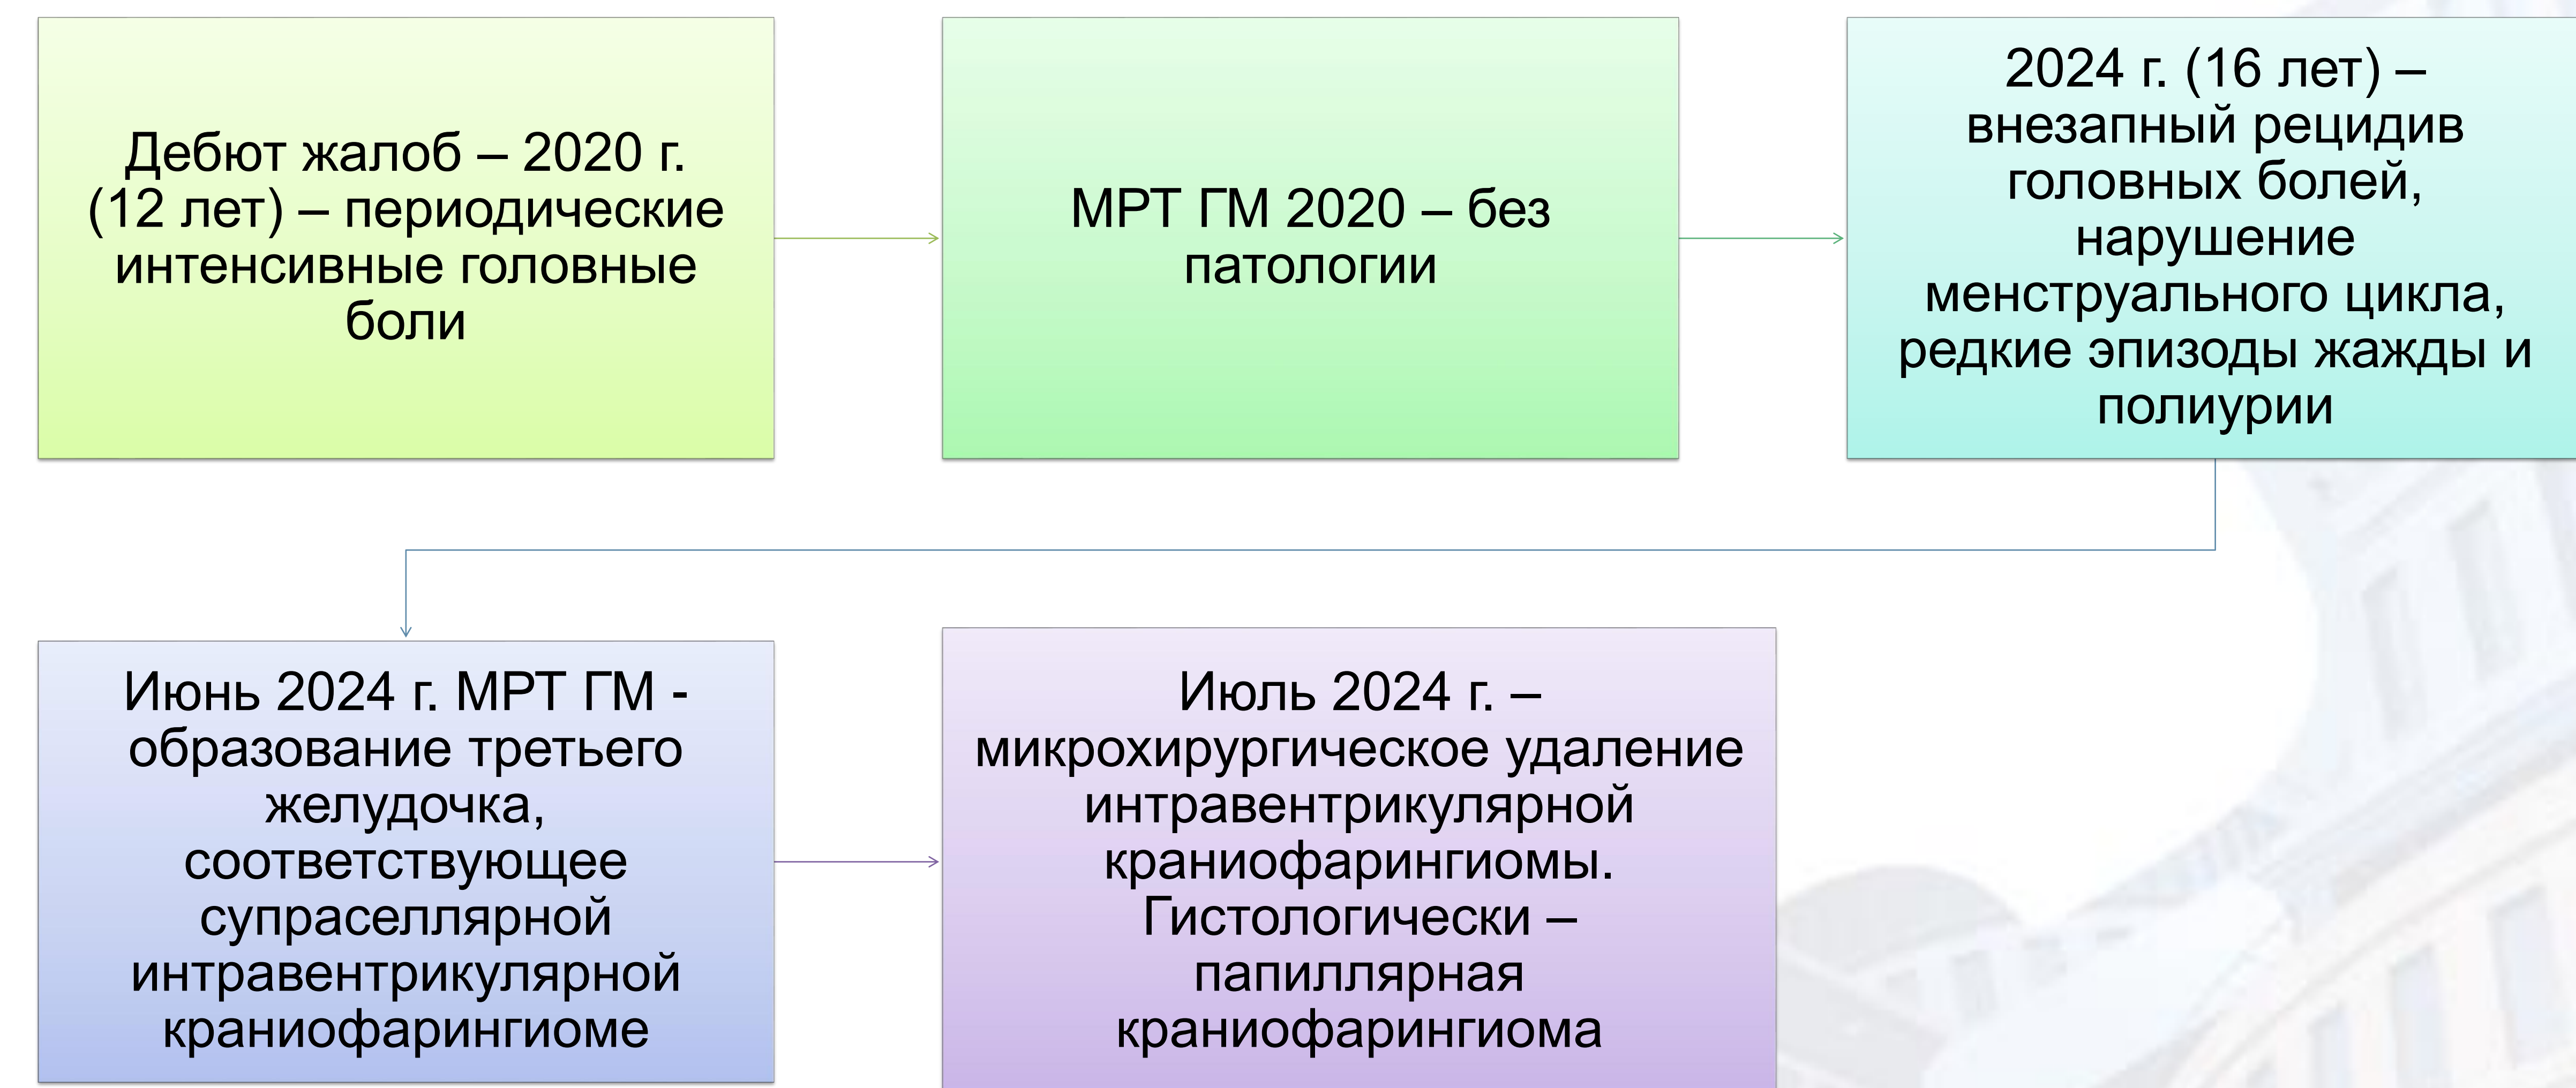 Дебют жалоб – 2020 г.
(12 лет) – периодические
интенсивные головные
боли
МРТ ГМ 2020 – без
патологии
2024 г. (16 лет) –
внезапный рецидив
головных болей,
нарушение
менструального цикла,
редкие эпизоды жажды и
полиурии
Июнь 2024 г. МРТ ГМ -
образование третьего
желудочка,
соответствующее
супраселлярной
интравентрикулярной
краниофарингиоме
Июль 2024 г. –
микрохирургическое удаление
интравентрикулярной
краниофарингиомы.
Гистологически –
папиллярная
краниофарингиома